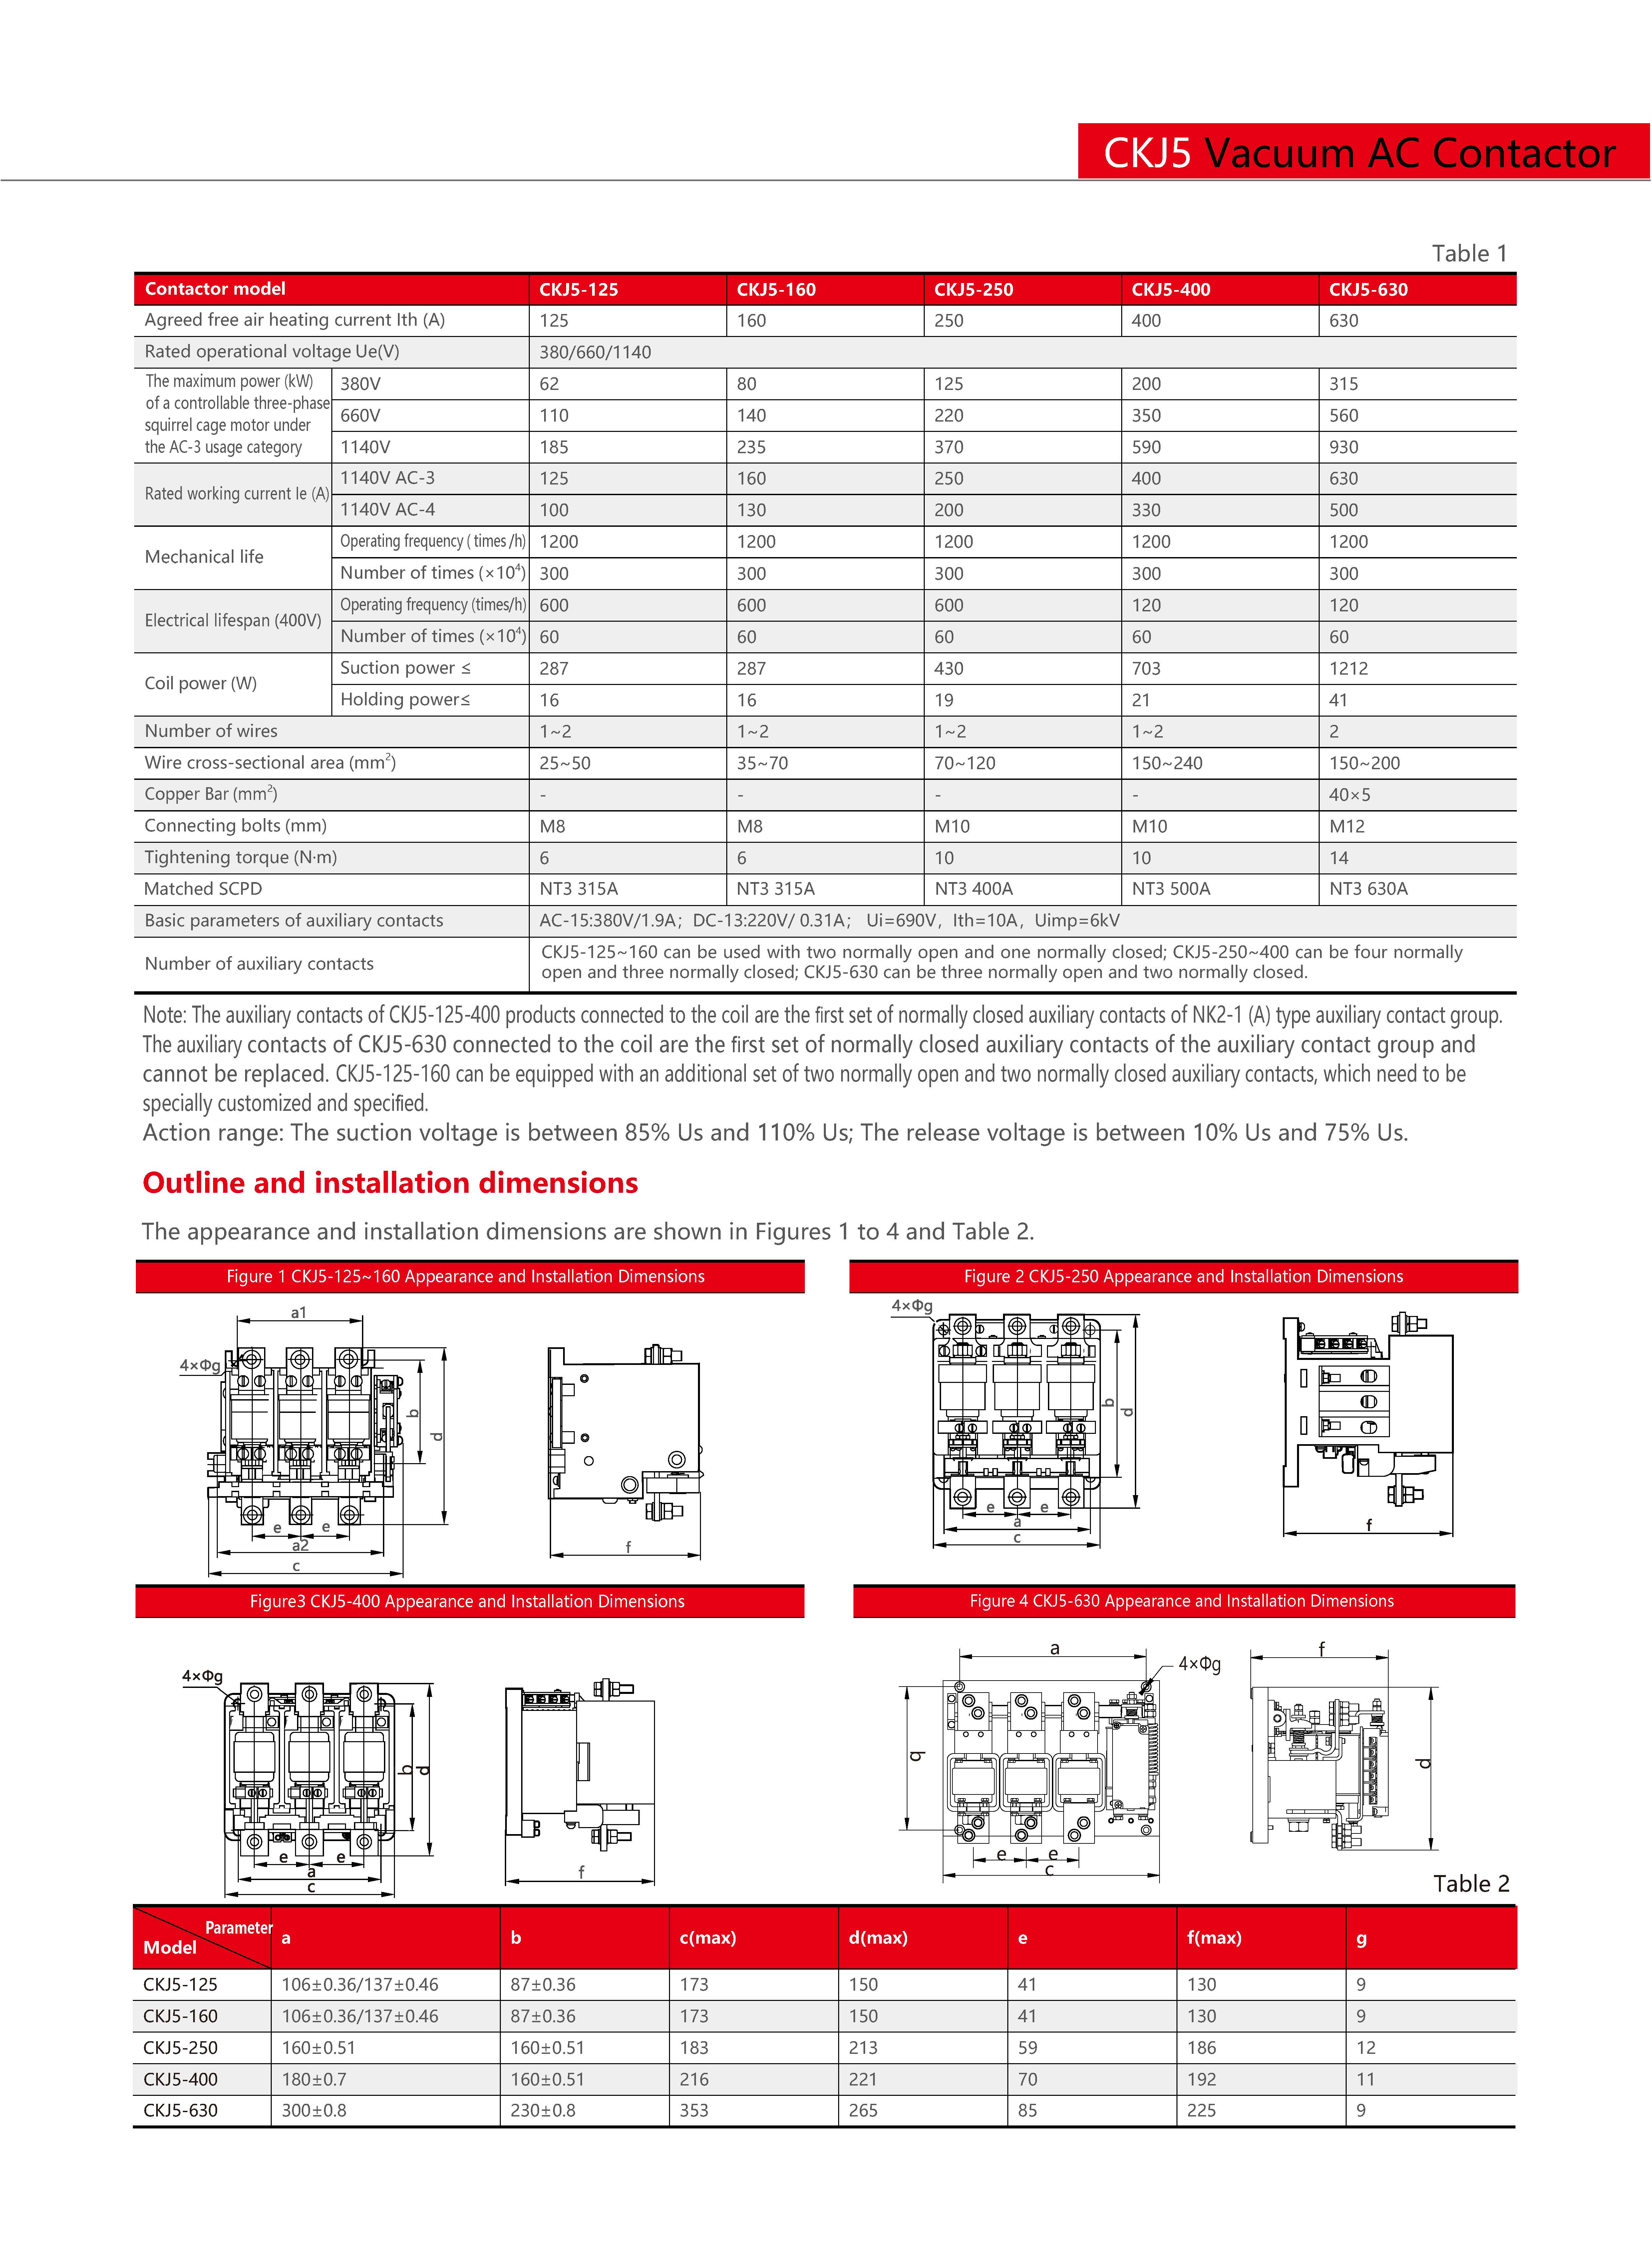 CKJ5 Vacuum AC Contactor
Table 1
Contactor model CKJ5-125 CKJ5-160 CKJ5-250 CKJ5-400 CKJ5-630
Agreed free air heating current Ith (A) 125 160 250 400 630
Rated operational voltage Ue(V) 380/660/1140
The maximum power (kW)
of a controllable three-phase
squirrel cage motor under
the AC-3 usage category
380V 62 80 125 200 315
660V 110 140 220 350 560
1140V 185 235 370 590 930
Rated working current Ie (A)
1140V AC-3 125 160 250 400 630
1140V AC-4 100 130 200 330 500
Mechanical life
Operating frequency ( times /h) 1200 1200 1200 1200 1200
Number of times (×10⁴) 300 300 300 300 300
Electrical lifespan (400V)
Operating frequency (times/h) 600 600 600 120 120
Number of times (×10⁴) 60 60 60 60 60
Coil power (W)
Suction power ≤ 287 287 430 703 1212
Holding power≤ 16 16 19 21 41
Number of wires 1~2 1~2 1~2 1~2 2
Wire cross-sectional area (mm²) 25~50 35~70 70~120 150~240 150~200
Copper Bar (mm²) - - - - 40×5
Connecting bolts (mm) M8 M8 M10 M10 M12
Tightening torque (N·m) 6 6 10 10 14
Matched SCPD NT3 315A NT3 315A NT3 400A NT3 500A NT3 630A
Basic parameters of auxiliary contacts AC-15:380V/1.9A; DC-13:220V/ 0.31A; Ui=690V, Ith=10A, Uimp=6kV
Number of auxiliary contacts
CKJ5-125~160 can be used with two normally open and one normally closed; CKJ5-250~400 can be four normally
open and three normally closed; CKJ5-630 can be three normally open and two normally closed.
Note: The auxiliary contacts of CKJ5-125-400 products connected to the coil are the first set of normally closed auxiliary contacts of NK2-1 (A) type auxiliary contact group.
The auxiliary contacts of CKJ5-630 connected to the coil are the first set of normally closed auxiliary contacts of the auxiliary contact group and
cannot be replaced. CKJ5-125-160 can be equipped with an additional set of two normally open and two normally closed auxiliary contacts, which need to be
specially customized and specified.
Action range: The suction voltage is between 85% Us and 110% Us; The release voltage is between 10% Us and 75% Us.
Outline and installation dimensions
The appearance and installation dimensions are shown in Figures 1 to 4 and Table 2.
Figure 1 CKJ5-125~160 Appearance and Installation Dimensions
a1
4×Φg
b
d
e e
a2
c
f
Figure 2 CKJ5-250 Appearance and Installation Dimensions
4×Φg
b
d
e e
a
c
f
Figure3 CKJ5-400 Appearance and Installation Dimensions
4×Φg
b
d
e e
a
c
f
Figure 4 CKJ5-630 Appearance and Installation Dimensions
a
4×Φg
b
e e
c
f
d
Table 2
Parameter
Model a b c(max) d(max) e f(max) g
CKJ5-125 106±0.36/137±0.46 87±0.36 173 150 41 130 9
CKJ5-160 106±0.36/137±0.46 87±0.36 173 150 41 130 9
CKJ5-250 160±0.51 160±0.51 183 213 59 186 12
CKJ5-400 180±0.7 160±0.51 216 221 70 192 11
CKJ5-630 300±0.8 230±0.8 353 265 85 225 9